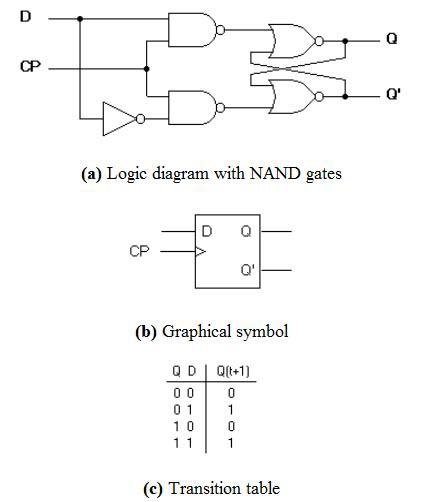 D
Q
CP
Q'
(a) Logic diagram with NAND gates
D Q
CP
Q'
(b) Graphical symbol
Q D Q(t+1)
0 0 0
0 1 1
1 0 0
1 1 1
(c) Transition table